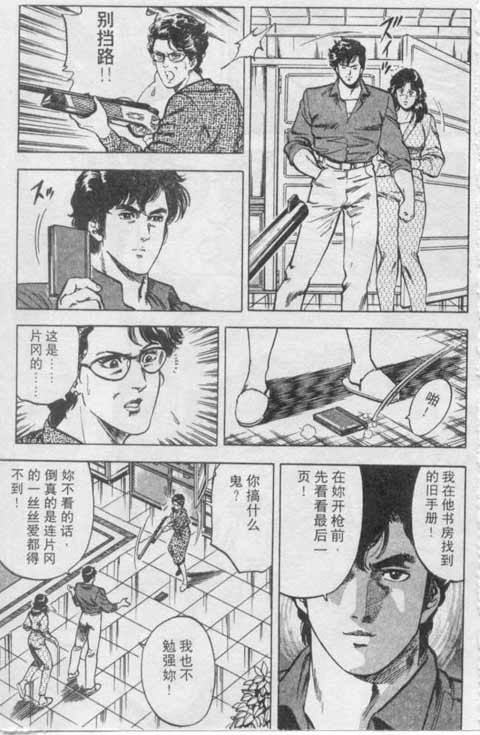 别挡
路!!
ズッ
ズイ
这是……
片冈的……
啪!
我在他书房找到
的旧手册!
在妳开枪前,
先看看最后一
页!
你搞什么
鬼?
妳不看的话,
倒真的是连片冈
的一丝丝爱都得
不到!
我也不
勉强妳!